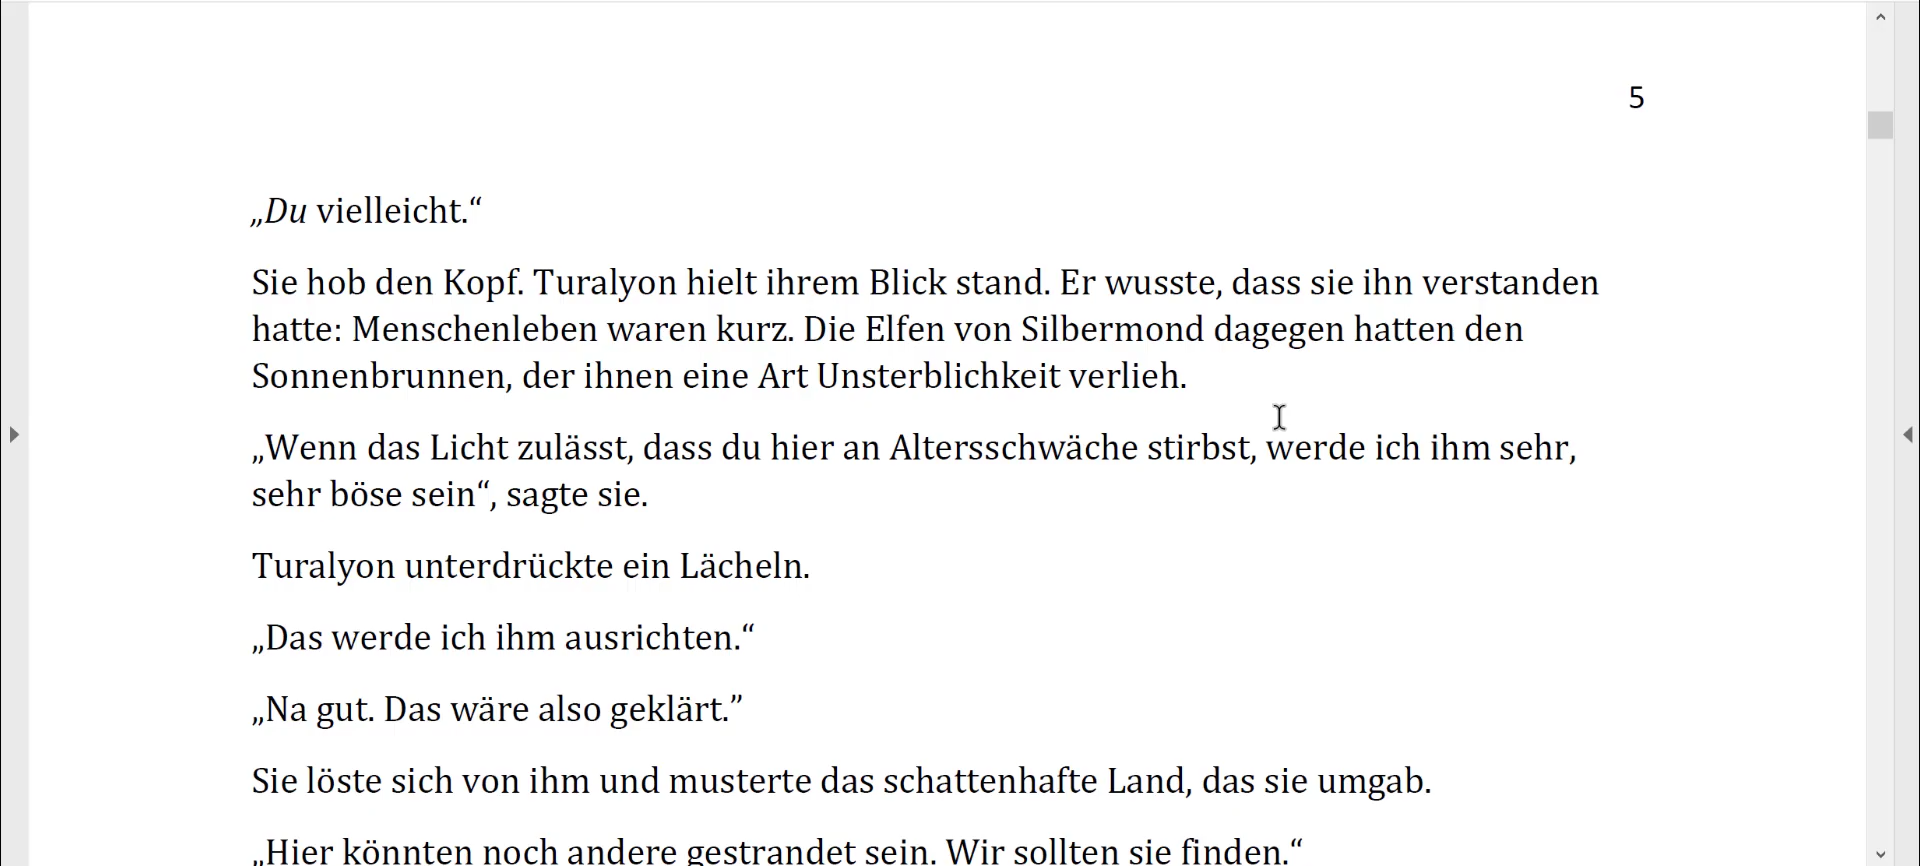 5
„Du vielleicht.“
Sie hob den Kopf. Turalyon hielt ihrem Blick stand. Er wusste, dass sie ihn verstanden
hatte: Menschenleben waren kurz. Die Elfen von Silbermond dagegen hatten den
Sonnenbrunnen, der ihnen eine Art Unsterblichkeit verlieh.
„Wenn das Licht zulässt, dass du hier an Altersschwäche stirbst, werde ich ihm sehr,
sehr böse sein“, sagte sie.
Turalyon unterdrückte ein Lächeln.
„Das werde ich ihm ausrichten.“
„Na gut. Das wäre also geklärt.”
Sie löste sich von ihm und musterte das schattenhafte Land, das sie umgab.
„Hier könnten noch andere gestrandet sein. Wir sollten sie finden.“